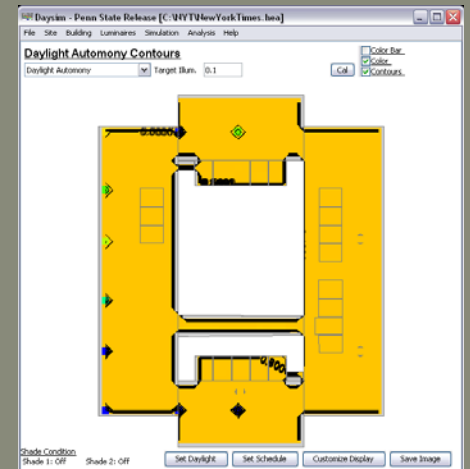 Daysim - Penn State Release [C:\NYT\NewYorkTimes.hea]
File Site Building Luminaires Simulation Analysis Help
Daylight Automony Contours
Color Bar
Color
Contours
Daylight Automony Target Illum. 0.1 Cal
Shade Condition
Shade 1: Off Shade 2: Off
Set Daylight Set Schedule Customize Display Save Image